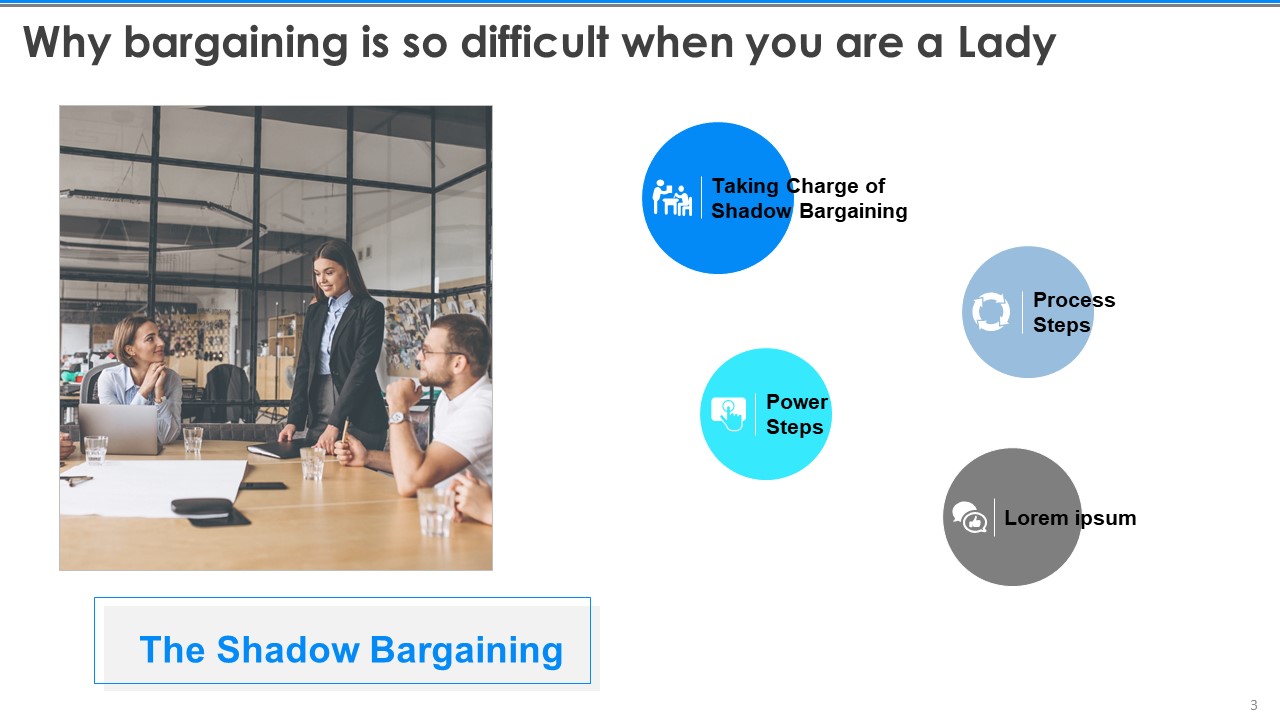 Why bargaining is so difficult when you are a Lady
Taking Charge of
Shadow Bargaining
Process
Steps
Power
Steps
Lorem ipsum
The Shadow Bargaining
3